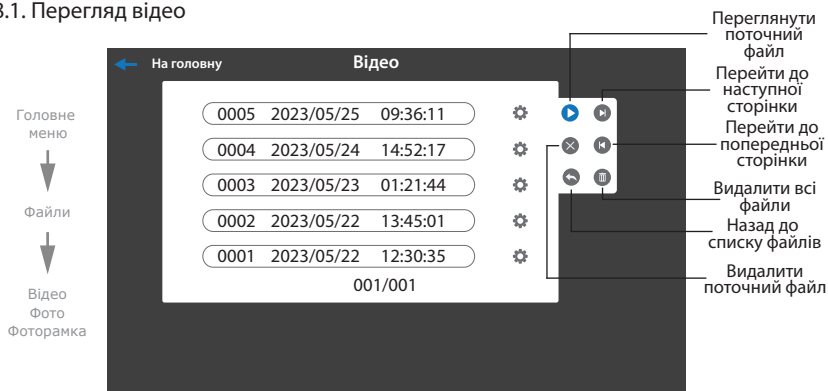 8.1. Перегляд відео
Головне
меню
Файли
Відео
Фото
Фоторамка
На головну
Відео
0005 2023/05/25 09:36:11
0004 2023/05/24 14:52:17
0003 2023/05/23 01:21:44
0002 2023/05/22 13:45:01
0001 2023/05/22 12:30:35
001/001
Переглянути
поточний
файл
Перейти до
наступної
сторінки
Перейти до
попередньої
сторінки
Видалити всі
файли
Назад до
списку файлів
Видалити
поточний файл